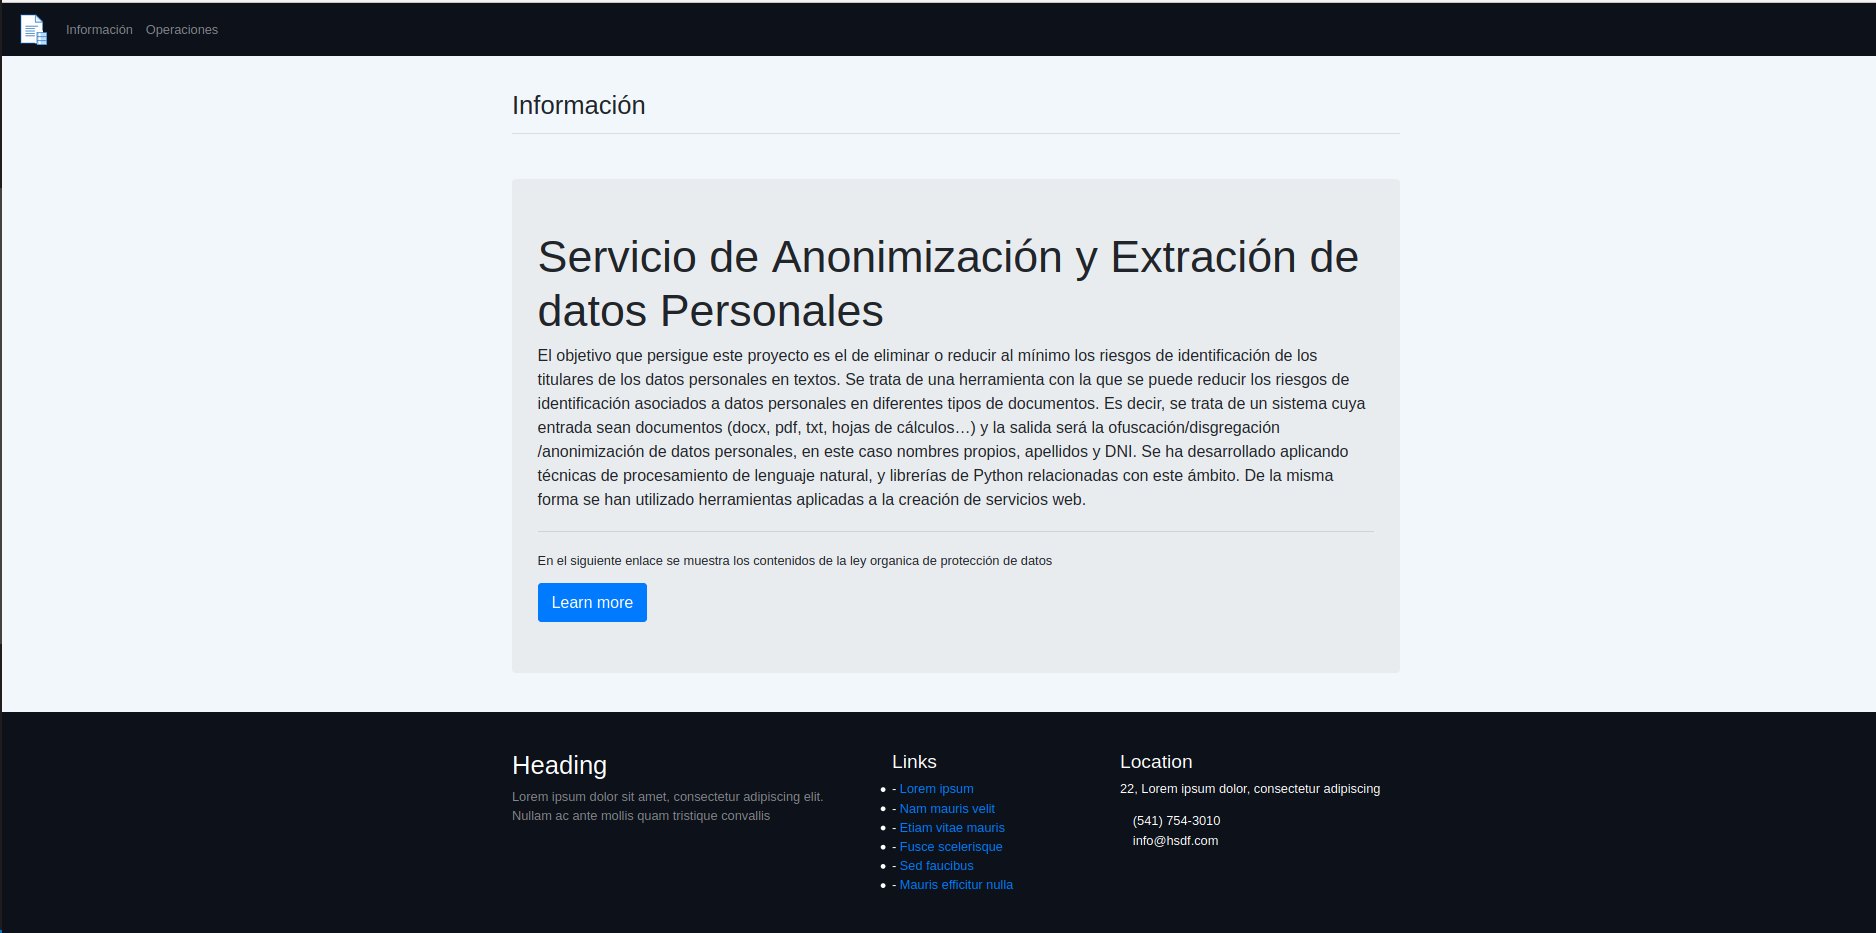 Información Operaciones
Información
Servicio de Anonimización y Extración de
datos Personales
El objetivo que persigue este proyecto es el de eliminar o reducir al mínimo los riesgos de identificación de los
titulares de los datos personales en textos. Se trata de una herramienta con la que se puede reducir los riesgos de
identificación asociados a datos personales en diferentes tipos de documentos. Es decir, se trata de un sistema cuya
entrada sean documentos (docx, pdf, txt, hojas de cálculos…) y la salida será la ofuscación/disgregación
/anonimización de datos personales, en este caso nombres propios, apellidos y DNI. Se ha desarrollado aplicando
técnicas de procesamiento de lenguaje natural, y librerías de Python relacionadas con este ámbito. De la misma
forma se han utilizado herramientas aplicadas a la creación de servicios web.
En el siguiente enlace se muestra los contenidos de la ley organica de protección de datos
Learn more
Heading
Lorem ipsum dolor sit amet, consectetur adipiscing elit.
Nullam ac ante mollis quam tristique convallis
Links
- Lorem ipsum
- Nam mauris velit
- Etiam vitae mauris
- Fusce scelerisque
- Sed faucibus
- Mauris efficitur nulla
Location
22, Lorem ipsum dolor, consectetur adipiscing
(541) 754-3010
info@hsdf.com